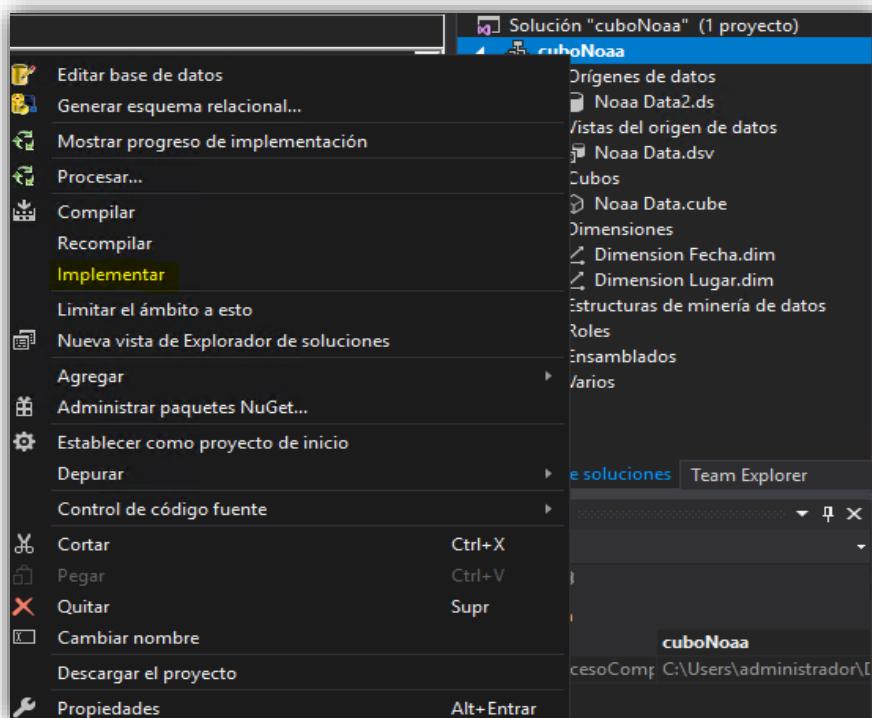 Solución "cuboNoaa" (1 proyecto)
cuboNoaa
Orígenes de datos
Noaa Data2.ds
Vistas del origen de datos
Noaa Data.dsv
Cubos
Noaa Data.cube
Dimensiones
Dimension Fecha.dim
Dimension Lugar.dim
Estructuras de minería de datos
Roles
Ensamblados
Varios
Editar base de datos
Generar esquema relacional...
Mostrar progreso de implementación
Procesar...
Compilar
Recompilar
Implementar
Limitar el ámbito a esto
Nueva vista de Explorador de soluciones
Agregar
Administrar paquetes NuGet...
Establecer como proyecto de inicio
Depurar
Control de código fuente
Cortar Ctrl+X
Pegar Ctrl+V
Quitar Supr
Cambiar nombre
Descargar el proyecto
Propiedades Alt+Entrar
e soluciones Team Explorer
cuboNoaa
C:\Users\administrador\